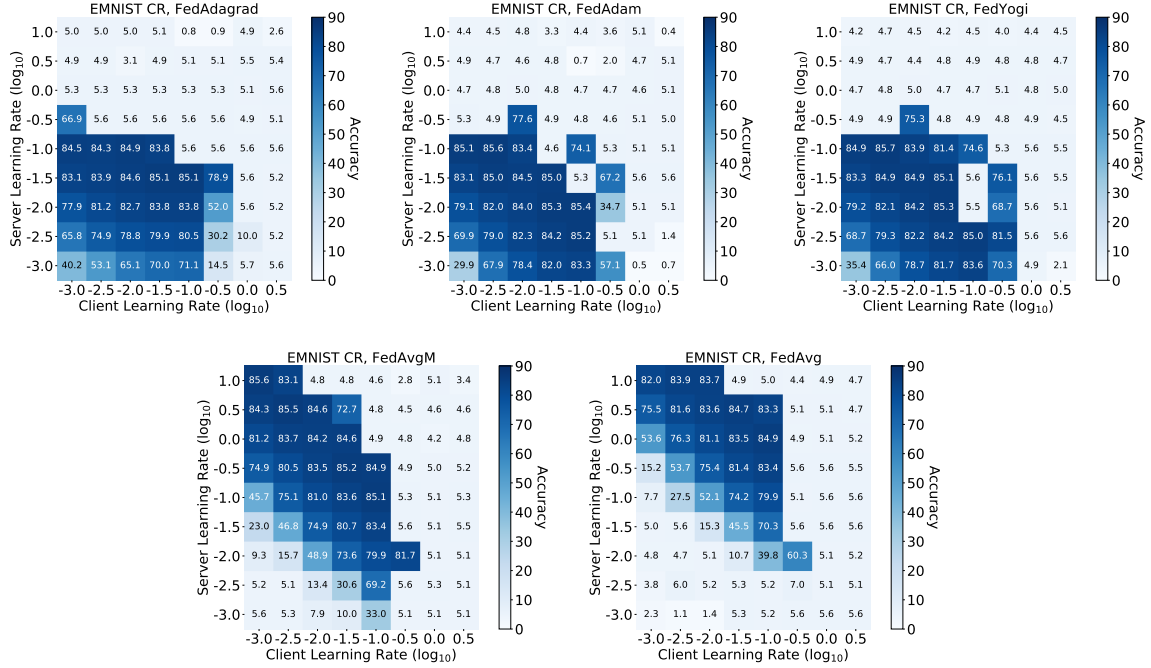 EMNIST CR, FedAdagrad
1.0 5.0 5.0 5.0 5.1 0.8 0.9 4.9 2.6
0.5 4.9 4.9 3.1 4.9 5.1 5.1 5.5 5.4
0.0 5.3 5.3 5.3 5.3 5.3 5.3 5.1 5.6
-0.5 66.9 5.6 5.6 5.6 5.6 5.6 4.9 5.1
-1.0 84.5 84.3 84.9 83.8 5.6 5.6 5.6 5.6
-1.5 83.1 83.9 84.6 85.1 85.1 78.9 5.6 5.2
-2.0 77.9 81.2 82.7 83.8 83.8 52.0 5.6 5.2
-2.5 65.8 74.9 78.8 79.9 80.5 30.2 10.0 5.2
-3.0 40.2 53.1 65.1 70.0 71.1 14.5 5.7 5.6
-3.0 -2.5 -2.0 -1.5 -1.0 -0.5 0.0 0.5
Client Learning Rate (log10)
Server Learning Rate (log10)
90
80
70
60
50
40
30
20
10
0
Accuracy
EMNIST CR, FedAdam
1.0 4.4 4.5 4.8 3.3 4.4 3.6 5.1 0.4
0.5 4.9 4.7 4.6 4.8 0.7 2.0 4.7 5.1
0.0 5.1 4.8 5.0 4.8 4.7 4.7 4.6 5.1
-0.5 5.3 4.9 77.6 4.9 4.8 4.6 5.1 5.0
-1.0 85.1 85.6 83.4 4.6 74.1 5.3 5.1 5.3
-1.5 82.1 85.0 84.5 85.0 5.3 67.2 5.6 5.5
-2.0 79.1 82.0 84.0 85.3 85.4 34.7 5.1 5.1
-2.5 69.9 79.0 82.3 84.1 85.2 5.1 5.1 1.4
-3.0 29.9 67.9 78.4 82.0 83.3 57.1 0.5 0.7
-3.0 -2.5 -2.0 -1.5 -1.0 -0.5 0.0 0.5
Client Learning Rate (log10)
Server Learning Rate (log10)
90
80
70
60
50
40
30
20
10
0
Accuracy
EMNIST CR, FedYogi
1.0 4.2 4.7 4.5 4.2 4.5 4.0 4.4 4.5
0.5 4.9 4.7 4.4 4.8 4.9 4.8 4.8 4.7
0.0 4.9 5.0 4.8 4.9 4.7 4.9 4.6 5.1
-0.5 4.9 4.9 75.3 4.8 4.9 4.9 4.5 5.0
-1.0 84.9 85.7 83.9 81.4 74.6 5.3 5.6 5.5
-1.5 83.3 84.9 84.9 85.1 5.6 76.1 5.6 5.5
-2.0 79.2 82.1 84.2 85.3 5.5 68.7 5.6 5.1
-2.5 68.7 79.3 82.2 84.2 85.0 81.5 5.6 5.6
-3.0 35.4 66.0 78.7 81.7 83.6 70.3 4.9 2.1
-3.0 -2.5 -2.0 -1.5 -1.0 -0.5 0.0 0.5
Client Learning Rate (log10)
Server Learning Rate (log10)
90
80
70
60
50
40
30
20
10
0
Accuracy
EMNIST CR, FedAvgM
1.0 85.6 83.1 4.8 4.8 4.6 2.8 5.1 3.4
0.5 84.3 85.5 84.6 72.7 4.8 4.5 4.6 4.6
0.0 81.2 83.7 84.2 84.6 4.9 4.8 4.2 4.8
-0.5 74.9 80.5 83.5 85.2 84.9 4.9 5.0 5.2
-1.0 45.7 75.1 81.0 83.6 85.1 5.3 5.1 5.3
-1.5 23.0 46.8 74.9 80.7 83.4 5.6 5.1 5.5
-2.0 9.3 15.7 48.9 73.6 79.9 81.7 5.1 5.1
-2.5 5.2 5.1 13.4 30.6 69.2 5.6 5.3 5.1
-3.0 5.6 5.3 7.9 10.0 33.0 5.1 5.1 5.1
-3.0 -2.5 -2.0 -1.5 -1.0 -0.5 0.0 0.5
Client Learning Rate (log10)
Server Learning Rate (log10)
90
80
70
60
50
40
30
20
10
0
Accuracy
EMNIST CR, FedAvg
1.0 82.0 83.9 83.7 4.9 5.0 4.4 4.9 4.7
0.5 75.5 81.6 83.6 84.7 83.3 5.1 5.1 4.7
0.0 53.6 76.3 81.1 83.5 84.9 4.9 5.1 4.9
-0.5 15.2 53.7 75.4 81.4 83.4 5.6 5.6 5.5
-1.0 7.7 27.5 52.1 74.2 79.9 5.1 5.6 5.6
-1.5 5.0 5.6 15.3 45.5 70.3 5.6 5.6 5.6
-2.0 4.8 4.7 5.1 10.7 39.8 60.3 5.1 5.2
-2.5 3.8 6.0 5.2 5.3 5.2 7.0 5.1 5.1
-3.0 2.3 1.1 1.4 5.3 5.2 5.6 5.6 5.6
-3.0 -2.5 -2.0 -1.5 -1.0 -0.5 0.0 0.5
Client Learning Rate (log10)
Server Learning Rate (log10)
90
80
70
60
50
40
30
20
10
0
Accuracy